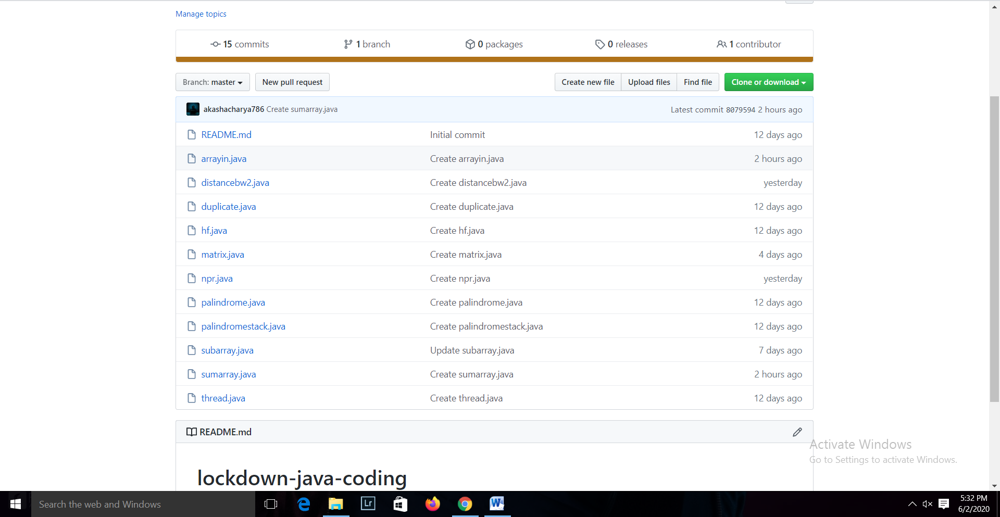 Manage topics
15 commits 1 branch 0 packages 0 releases 1 contributor
Branch: master New pull request Create new file Upload files Find file Clone or download
akashacharya786 Create sumarray.java Latest commit 8079594 2 hours ago
README.md Initial commit 12 days ago
arrayin.java Create arrayin.java 2 hours ago
distancebw2.java Create distancebw2.java yesterday
duplicate.java Create duplicate.java 12 days ago
hf.java Create hf.java 12 days ago
matrix.java Create matrix.java 4 days ago
npr.java Create npr.java yesterday
palindrome.java Create palindrome.java 12 days ago
palindromestack.java Create palindromestack.java 12 days ago
subarray.java Update subarray.java 7 days ago
sumarray.java Create sumarray.java 2 hours ago
thread.java Create thread.java 12 days ago
README.md
Activate Windows
Go to Settings to activate Windows.
lockdown-java-coding
Search the web and Windows
Lr
W
5:32 PM
6/2/2020